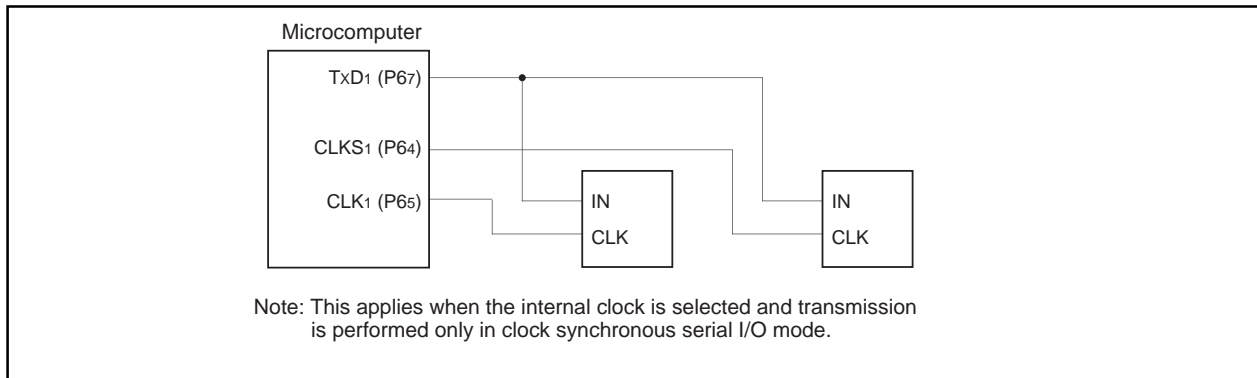 Microcomputer
TXD1 (P67)
CLKS1 (P64)
CLK1 (P65)
IN
CLK
IN
CLK
Note: This applies when the internal clock is selected and transmission
is performed only in clock synchronous serial I/O mode.